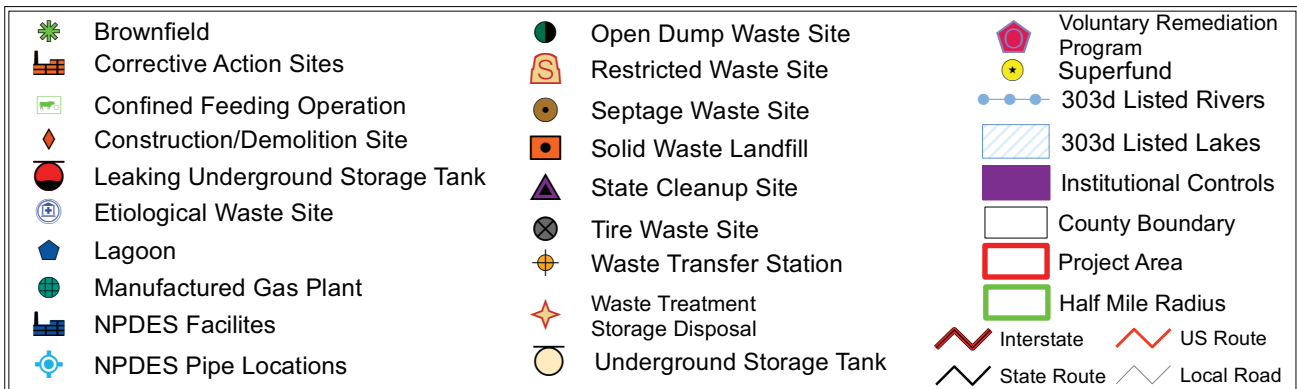 Brownfield
Corrective Action Sites
Confined Feeding Operation
Construction/Demolition Site
Leaking Underground Storage Tank
Etiological Waste Site
Lagoon
Manufactured Gas Plant
NPDES Facilites
NPDES Pipe Locations
Open Dump Waste Site
S
Restricted Waste Site
Septage Waste Site
Solid Waste Landfill
State Cleanup Site
Tire Waste Site
Waste Transfer Station
Waste Treatment
Storage Disposal
Underground Storage Tank
Voluntary Remediation
Program
Superfund
303d Listed Rivers
303d Listed Lakes
Institutional Controls
County Boundary
Project Area
Half Mile Radius
Interstate
US Route
State Route
Local Road